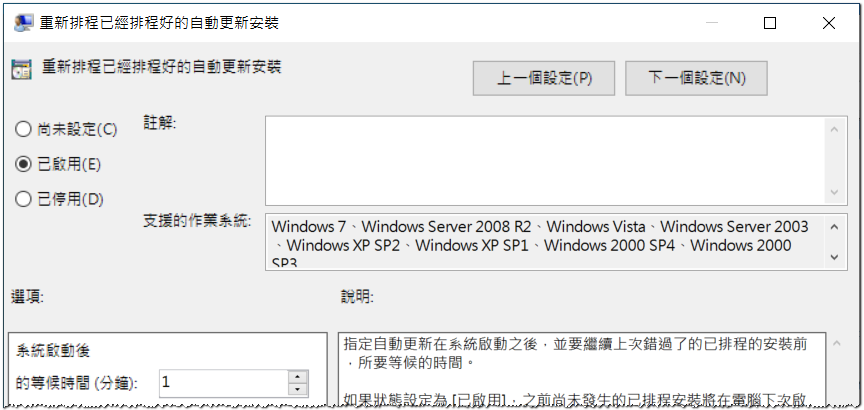 重新排程已經排程好的自動更新安裝
重新排程已經排程好的自動更新安裝
上一個設定(P)
下一個設定(N)
尚未設定(C)
註解:
已啟用(E)
已停用(D)
支援的作業系統:
Windows 7、Windows Server 2008 R2、Windows Vista、Windows Server 2003
、Windows XP SP2、Windows XP SP1、Windows 2000 SP4、Windows 2000
SP3
選項:
說明:
系統啟動後
的等候時間 (分鐘):
1
指定自動更新在系統啟動之後，並要繼續上次錯過了的已排程的安裝前
，所要等候的時間。
如果狀態設定為 [已啟用]，之前尚未發生的已排程安裝將在電腦下次啟